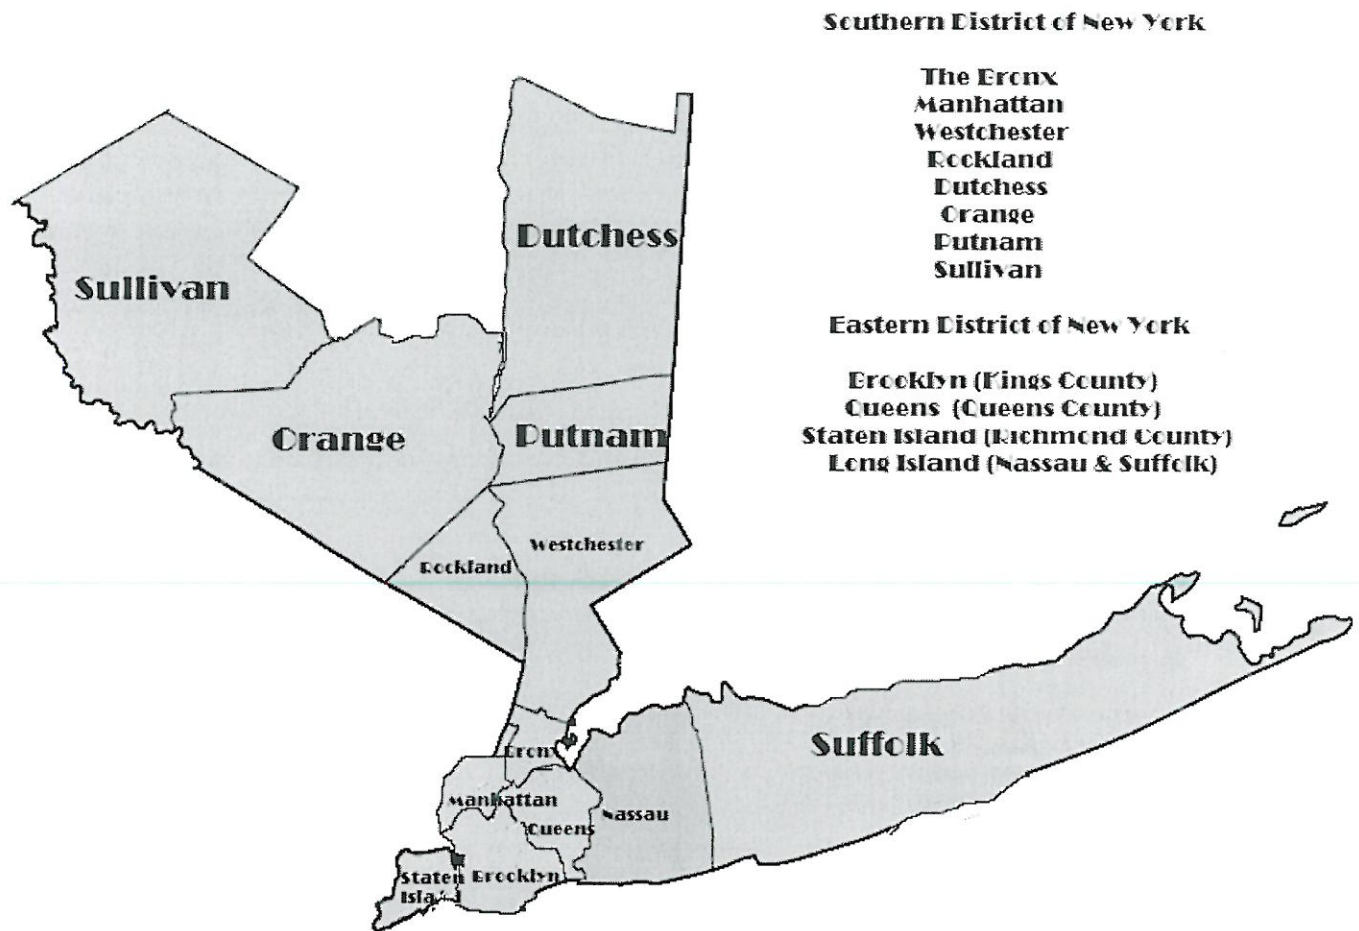 Southern District of New York
The Bronx
Manhattan
Westchester
Rockland
Dutchess
Orange
Putnam
Sullivan
Eastern District of New York
Brooklyn (Kings County)
Queens (Queens County)
Staten Island (Richmond County)
Long Island (Nassau & Suffolk)
Dutchess
Sullivan
Orange
Putnam
Westchester
Rockland
Suffolk
Bronx
Manhattan
Nassau
Queens
Staten
Island
Brooklyn